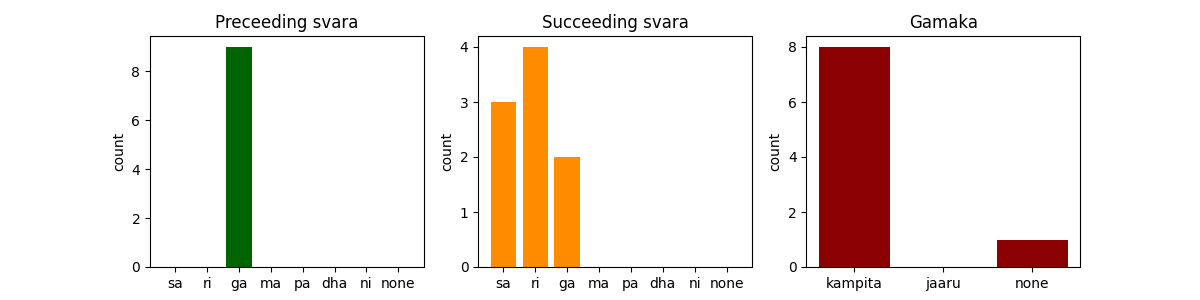 Preceeding svara
count
8
6
4
2
0
sa ri ga ma pa dha ni none
Succeeding svara
count
4
3
2
1
0
sa ri ga ma pa dha ni none
Gamaka
count
8
6
4
2
0
kampita jaaru none